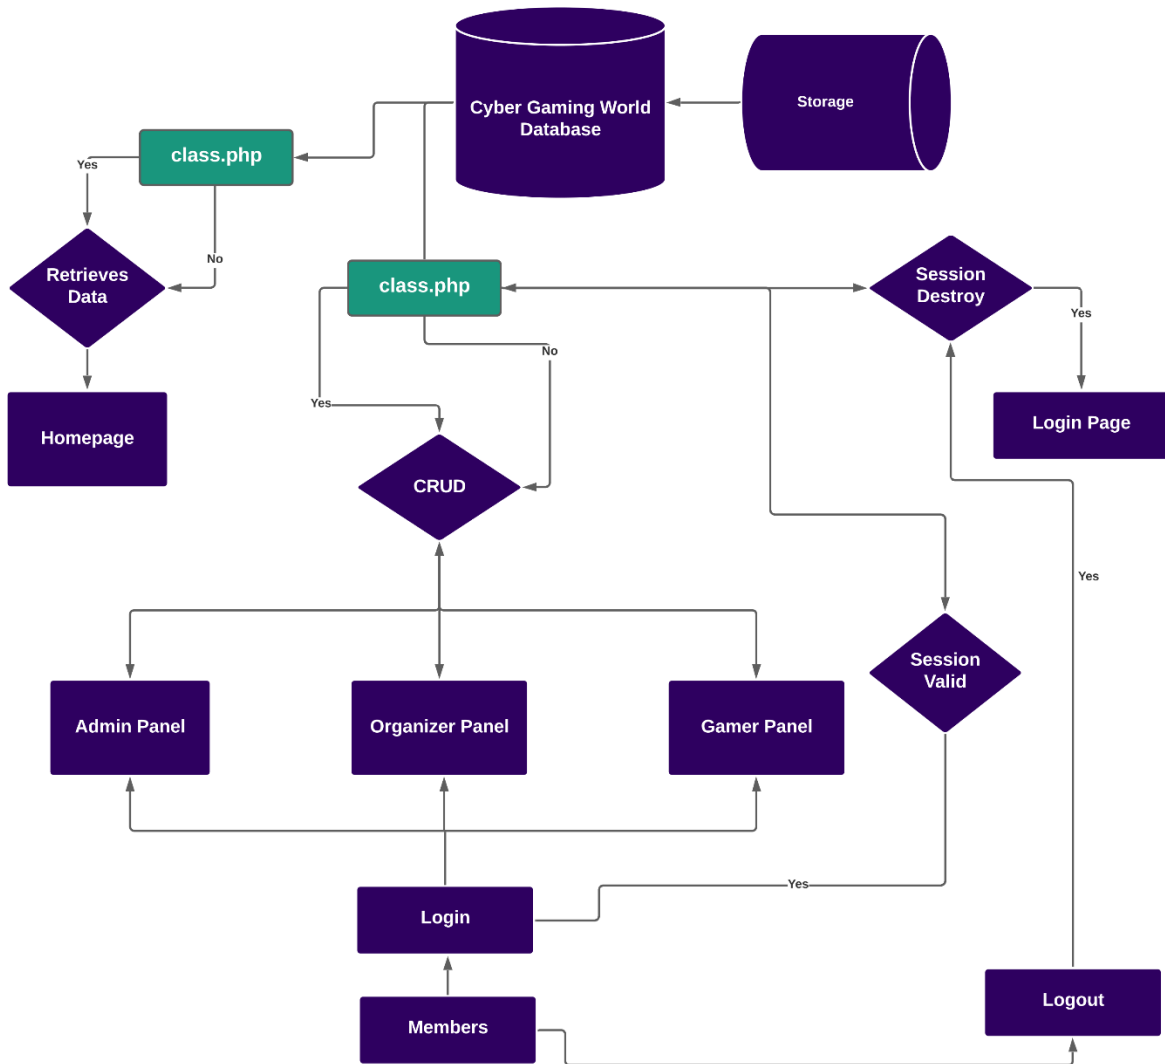 Cyber Gaming World
Database
Storage
class.php
Yes
No
Retrieves
Data
Homepage
class.php
Yes
No
CRUD
Session
Destroy
Yes
Login Page
Yes
Session
Valid
Admin Panel
Organizer Panel
Gamer Panel
Yes
Login
Members
Logout